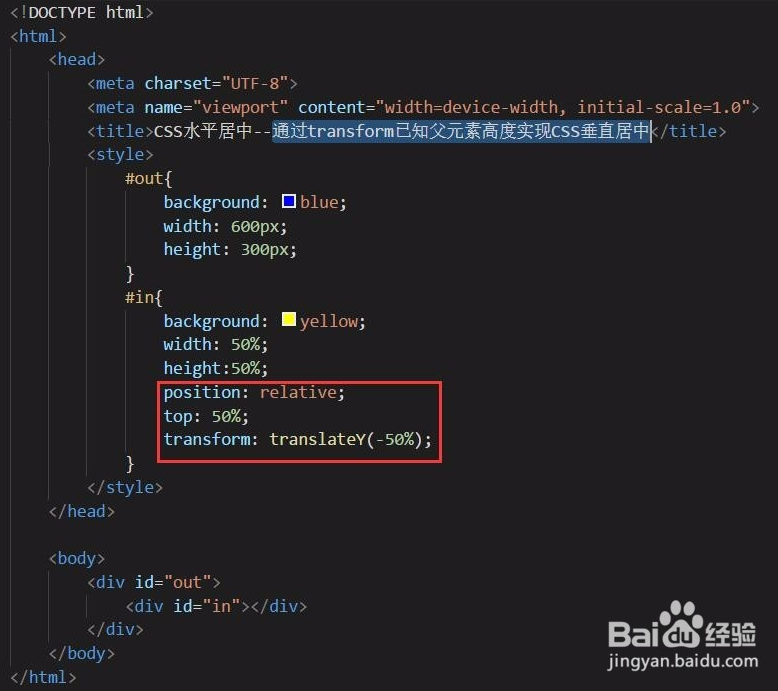 <!DOCTYPE html>
<html>
<head>
<meta charset="UTF-8">
<meta name="viewport" content="width=device-width, initial-scale=1.0">
<title>CSS水平居中--通过transform已知父元素高度实现CSS垂直居中</title>
<style>
#out{
background: blue;
width: 600px;
height: 300px;
}
#in{
background: yellow;
width: 50%;
height:50%;
position: relative;
top: 50%;
transform: translateY(-50%);
}
</style>
</head>
<body>
<div id="out">
<div id="in"></div>
</div>
</body>
</html>
Baidu经验
jingyan.baidu.com